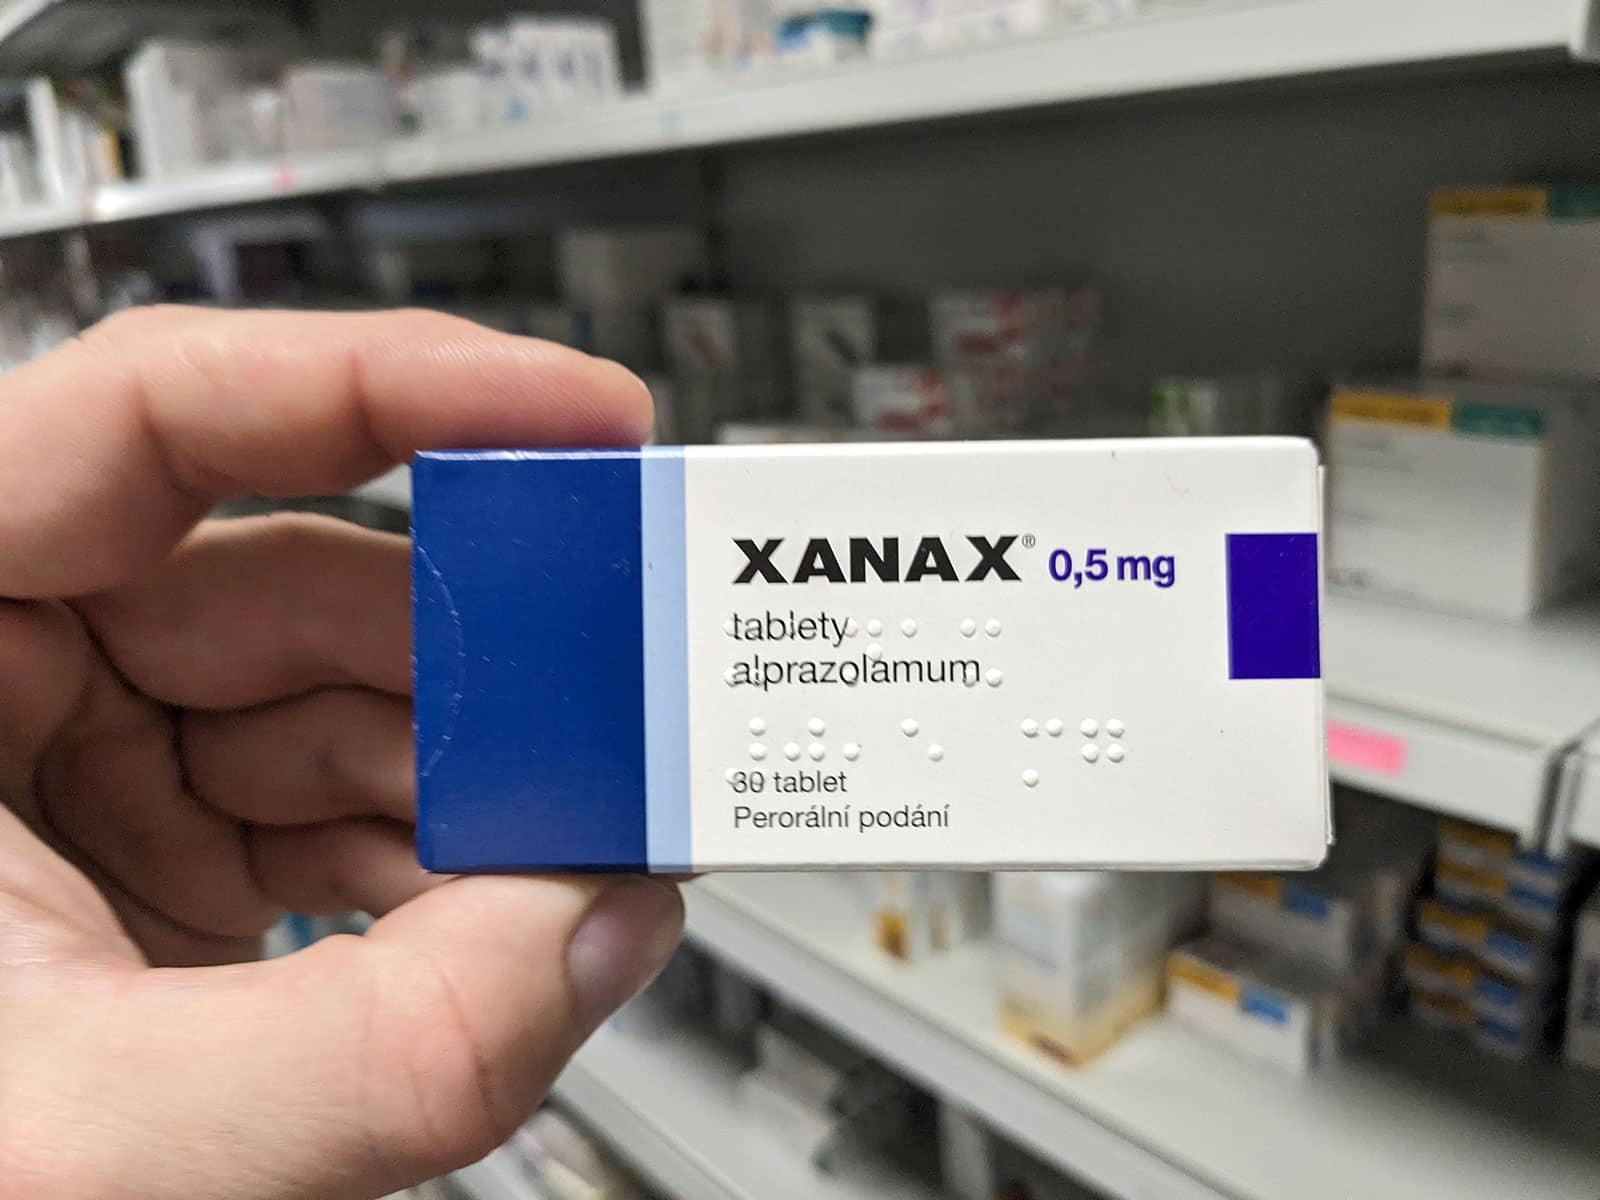 XANAX® 0,5 mg
tablety
alprazolamum
30 tablet
Perorální podání